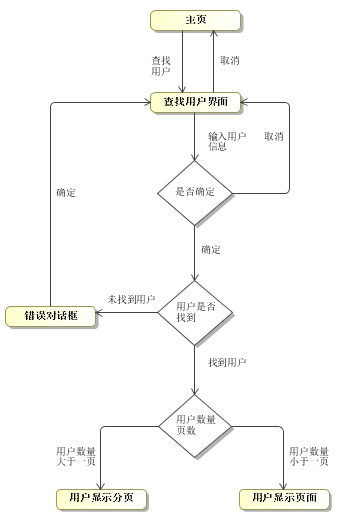 主页
查找
用户
取消
查找用户界面
输入用户
信息
取消
是否确定
确定
确定
未找到用户
用户是否
找到
错误对话框
找到用户
用户数量
页数
用户数量
大于一页
用户数量
小于一页
用户显示分页
用户显示页面